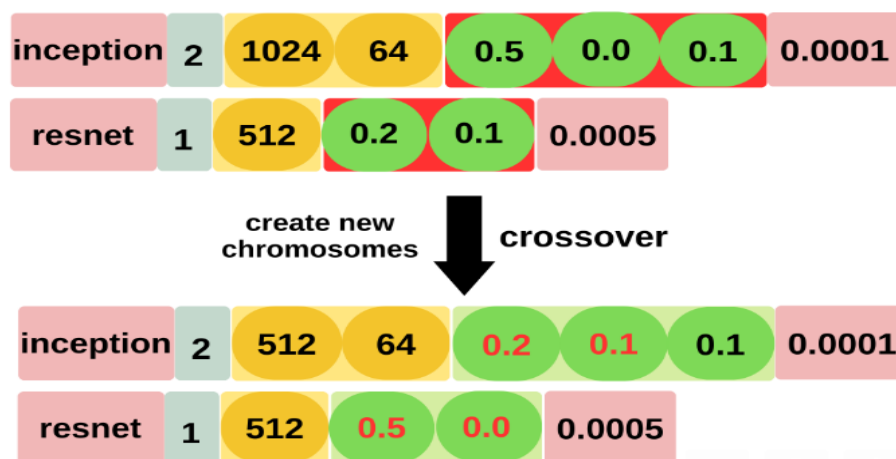 inception 2 1024 64 0.5 0.0 0.1 0.0001
resnet 1 512 0.2 0.1 0.0005
create new
chromosomes
crossover
inception 2 512 64 0.2 0.1 0.1 0.0001
resnet 1 512 0.5 0.0 0.0005